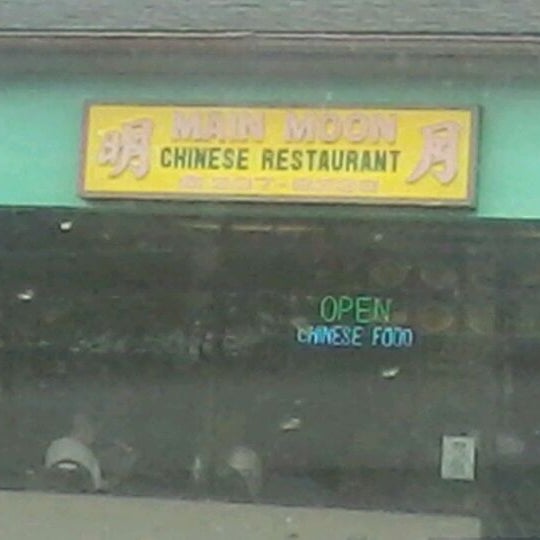 明 MAIN MOON 月
CHINESE RESTAURANT
OPEN
CHINESE FOOD